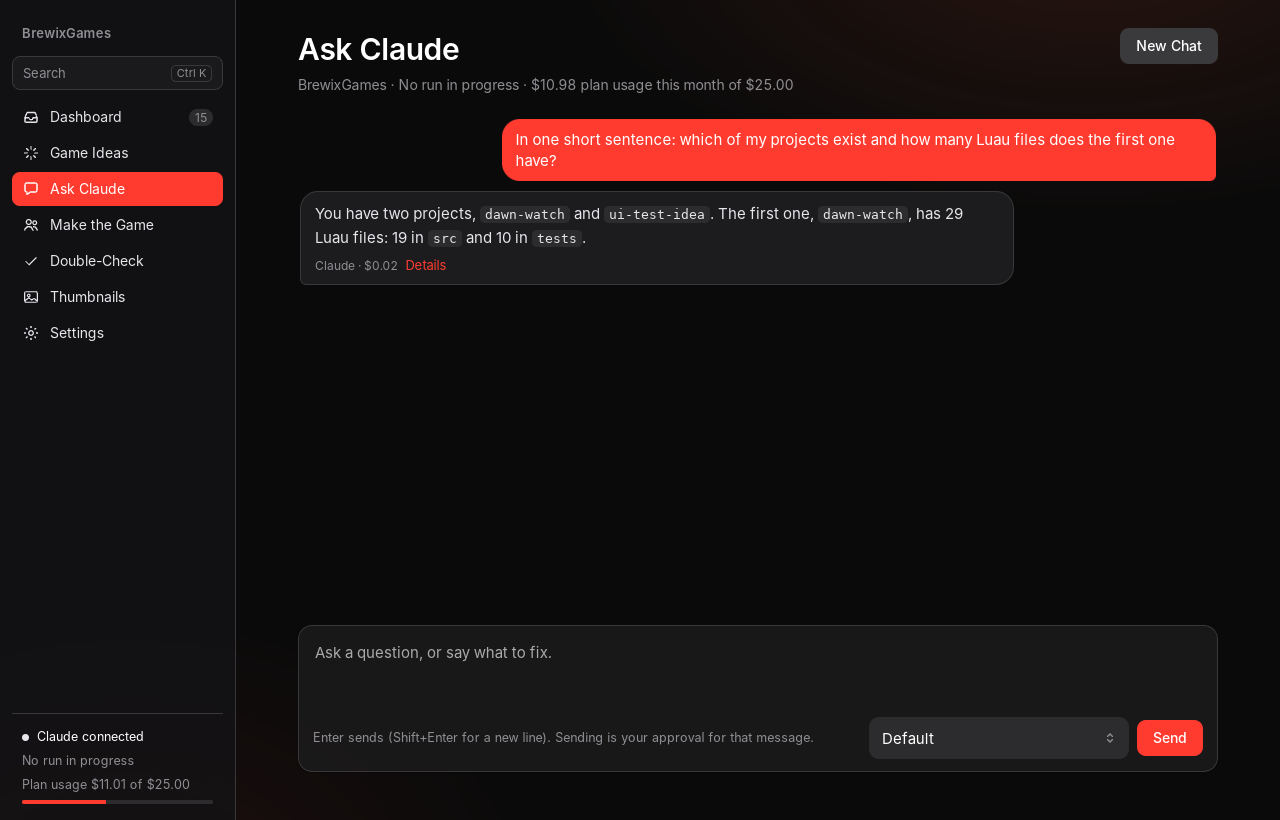 BrewixGames
Search
Ctrl K
Dashboard
15
Game Ideas
Ask Claude
Make the Game
Double-Check
Thumbnails
Settings
Claude connected
No run in progress
Plan usage $11.01 of $25.00
Ask Claude
New Chat
BrewixGames · No run in progress · $10.98 plan usage this month of $25.00
In one short sentence: which of my projects exist and how many Luau files does the first one
have?
You have two projects, dawn-watch and ui-test-idea. The first one, dawn-watch, has 29
Luau files: 19 in src and 10 in tests.
Claude · $0.02 Details
Ask a question, or say what to fix.
Enter sends (Shift+Enter for a new line). Sending is your approval for that message.
Default
Send